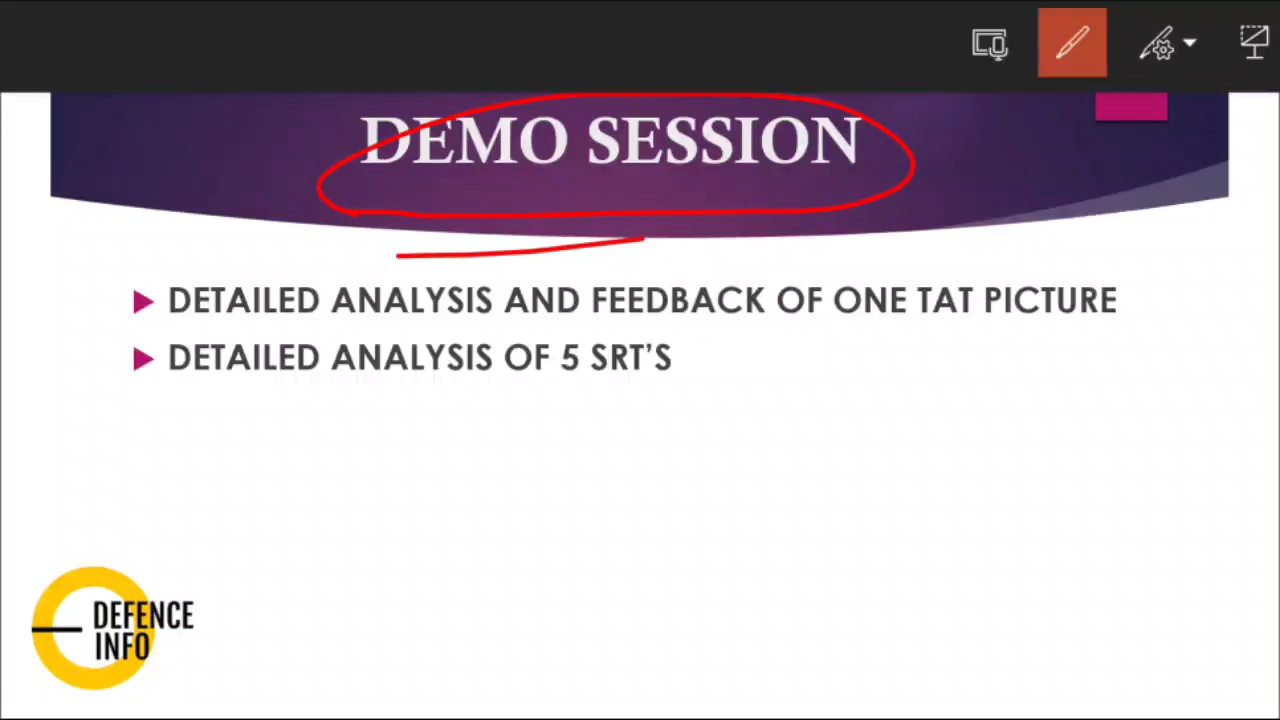 DEMO SESSION
DETAILED ANALYSIS AND FEEDBACK OF ONE TAT PICTURE
DETAILED ANALYSIS OF 5 SRT’S
DEFENCE
INFO